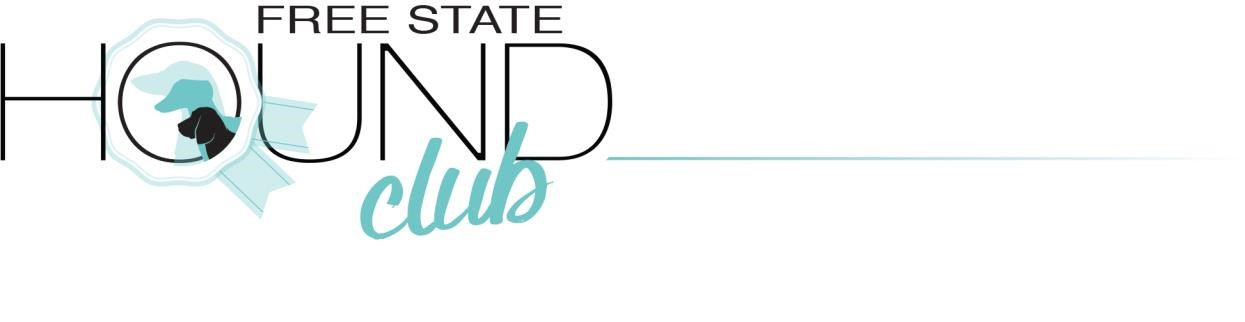 FREE STATE
HOUND
club